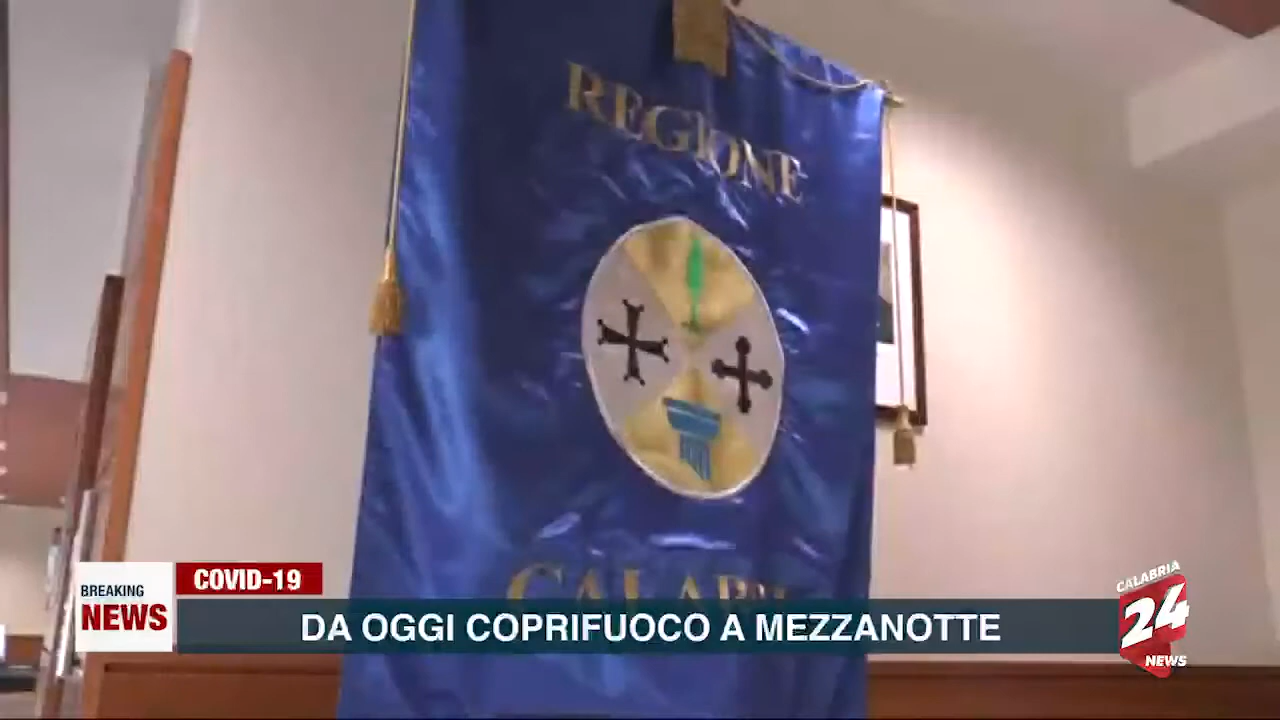 REGIONE
BREAKING
NEWS
COVID-19
DA OGGI COPRIFUOCO A MEZZANOTTE
CALABRIA
24
NEWS